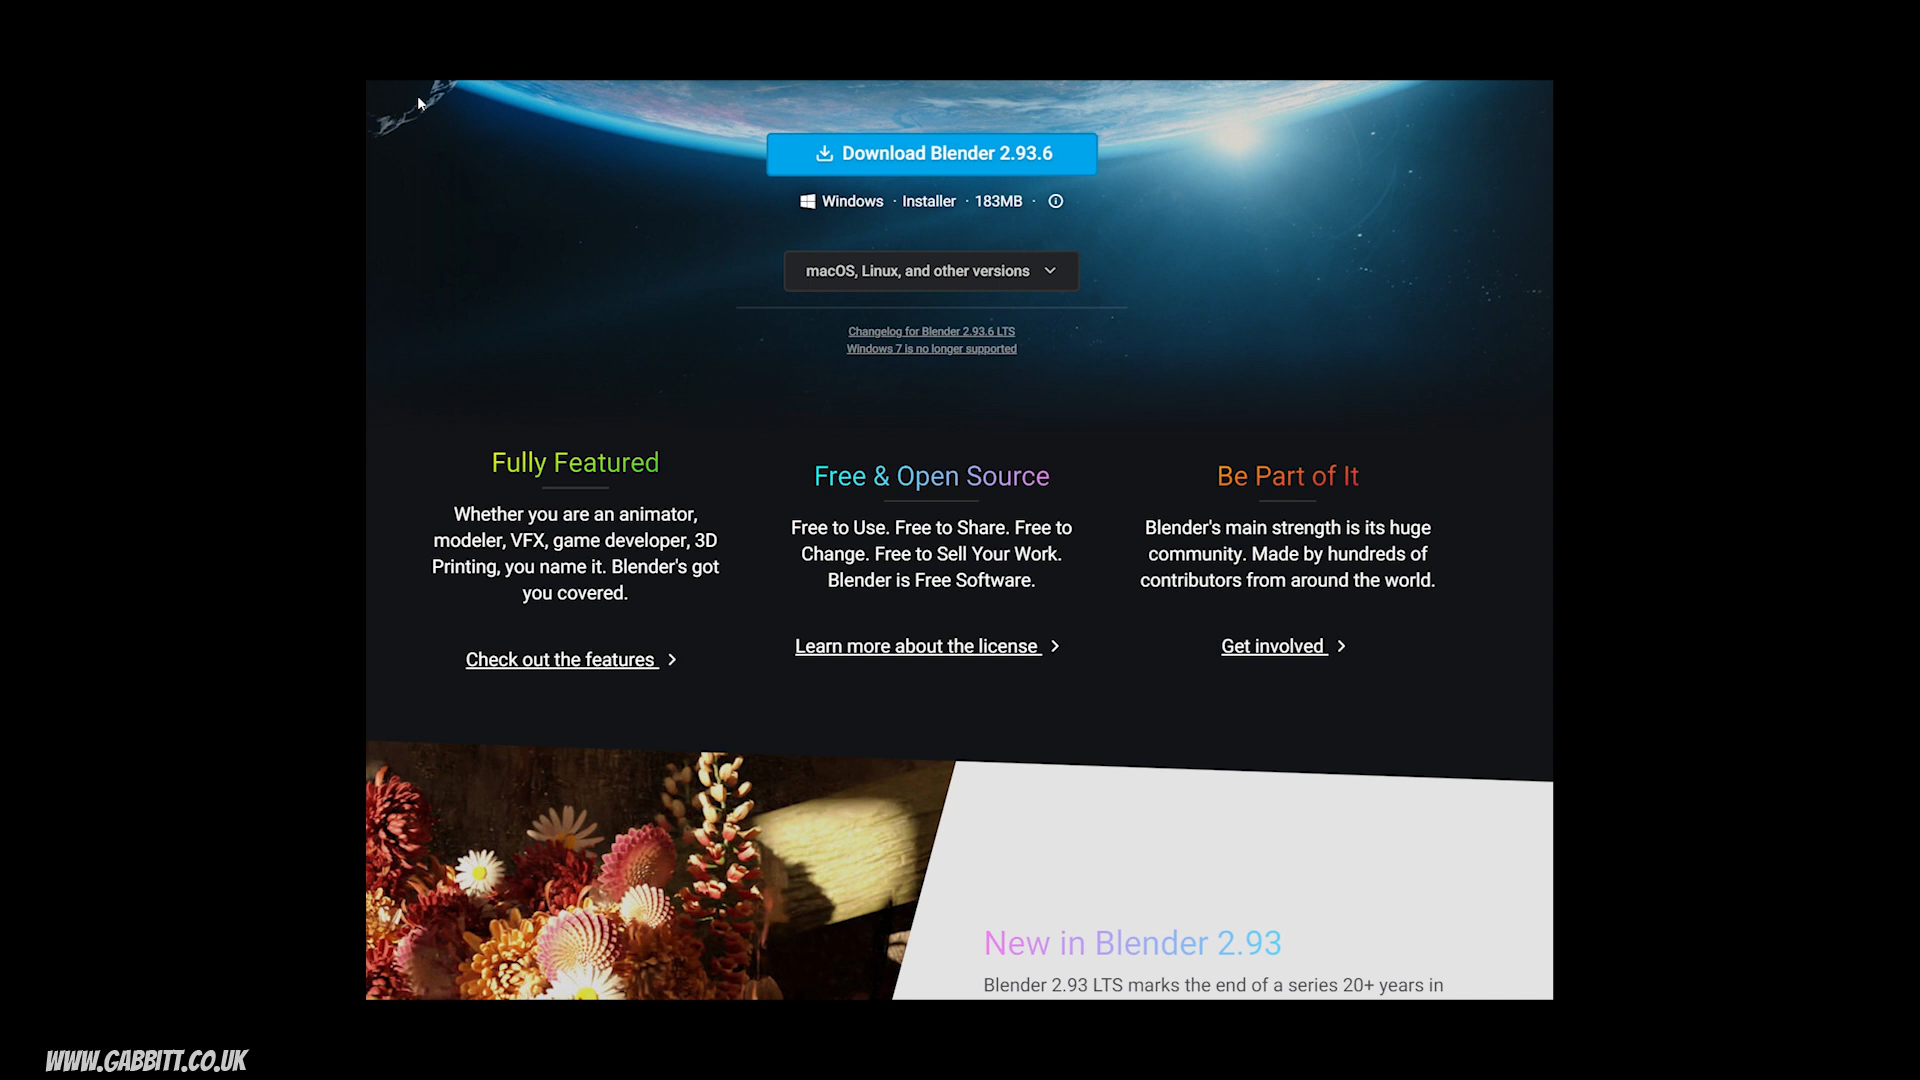 Download Blender 2.93.6
Windows · Installer · 183MB ·
macOS, Linux, and other versions
Changelog for Blender 2.93.6 LTS
Windows 7 is no longer supported
Fully Featured
Whether you are an animator,
modeler, VFX, game developer, 3D
Printing, you name it. Blender's got
you covered.
Check out the features
Free & Open Source
Free to Use. Free to Share. Free to
Change. Free to Sell Your Work.
Blender is Free Software.
Learn more about the license
Be Part of It
Blender's main strength is its huge
community. Made by hundreds of
contributors from around the world.
Get involved
New in Blender 2.93
Blender 2.93 LTS marks the end of a series 20+ years in
WWW.GABBITT.CO.UK